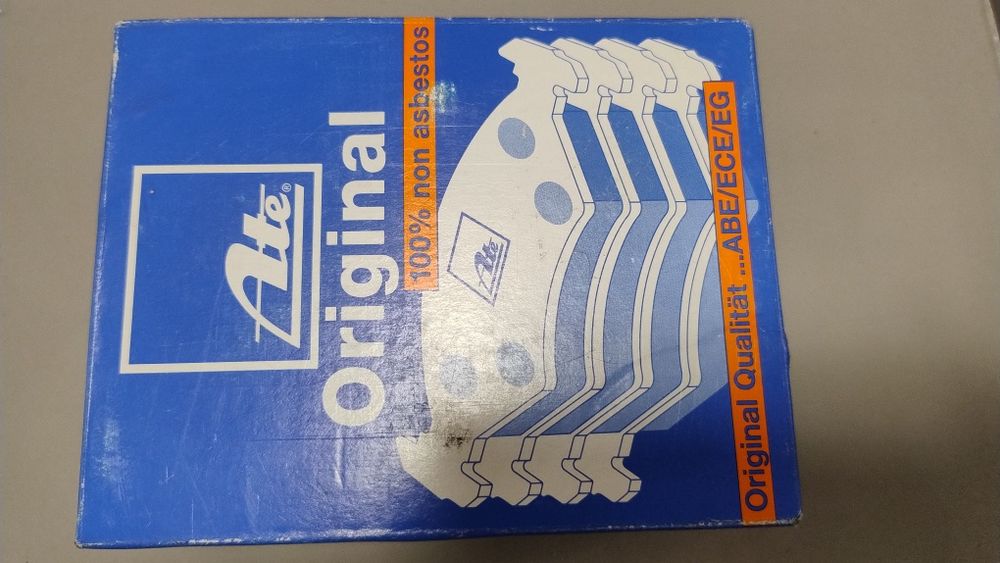 Ate®
Original
100% non asbestos
Ate
Original Qualität ...ABE/ECE/EG